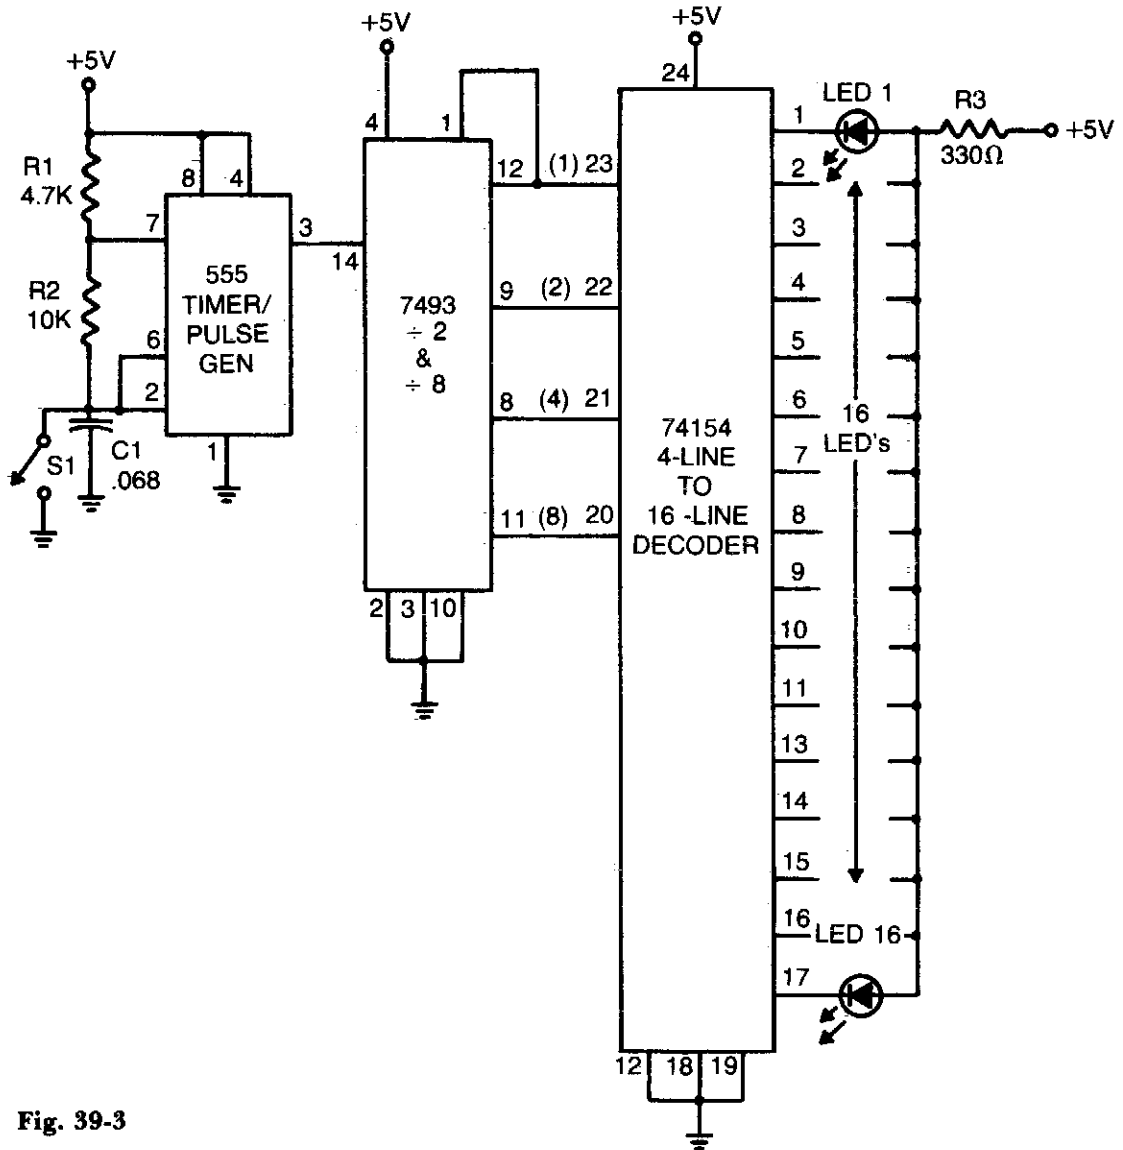 +5V
R1
4.7K
R2
10K
8 4
7
3
6
2
1
555
TIMER/
PULSE
GEN
S1
C1
.068
+5V
4 1
14
12 (1) 23
9 (2) 22
8 (4) 21
11 (8) 20
7493
÷ 2
&
÷ 8
2 3 10
+5V
24
74154
4-LINE
TO
16 -LINE
DECODER
12 18 19
1 LED 1
R3
330Ω
+5V
2
3
4
5
6
7
8
9
10
11
13
14
15
16 LED 16
17
16
LED's
Fig. 39-3